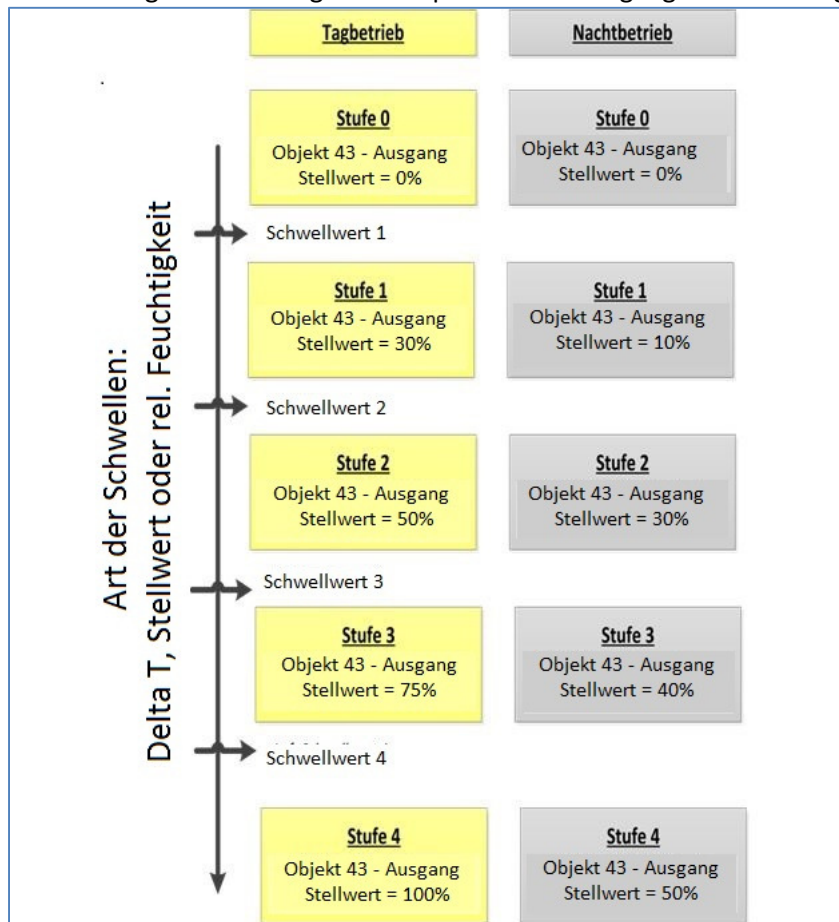 Tagbetrieb
Nachtbetrieb
Stufe 0
Objekt 43 - Ausgang
Stellwert = 0%
Stufe 0
Objekt 43 - Ausgang
Stellwert = 0%
Schwellwert 1
Stufe 1
Objekt 43 - Ausgang
Stellwert = 30%
Stufe 1
Objekt 43 - Ausgang
Stellwert = 10%
Schwellwert 2
Stufe 2
Objekt 43 - Ausgang
Stellwert = 50%
Stufe 2
Objekt 43 - Ausgang
Stellwert = 30%
Schwellwert 3
Stufe 3
Objekt 43 - Ausgang
Stellwert = 75%
Stufe 3
Objekt 43 - Ausgang
Stellwert = 40%
Schwellwert 4
Stufe 4
Objekt 43 - Ausgang
Stellwert = 100%
Stufe 4
Objekt 43 - Ausgang
Stellwert = 50%
Art der Schwellen:
Delta T, Stellwert oder rel. Feuchtigkeit